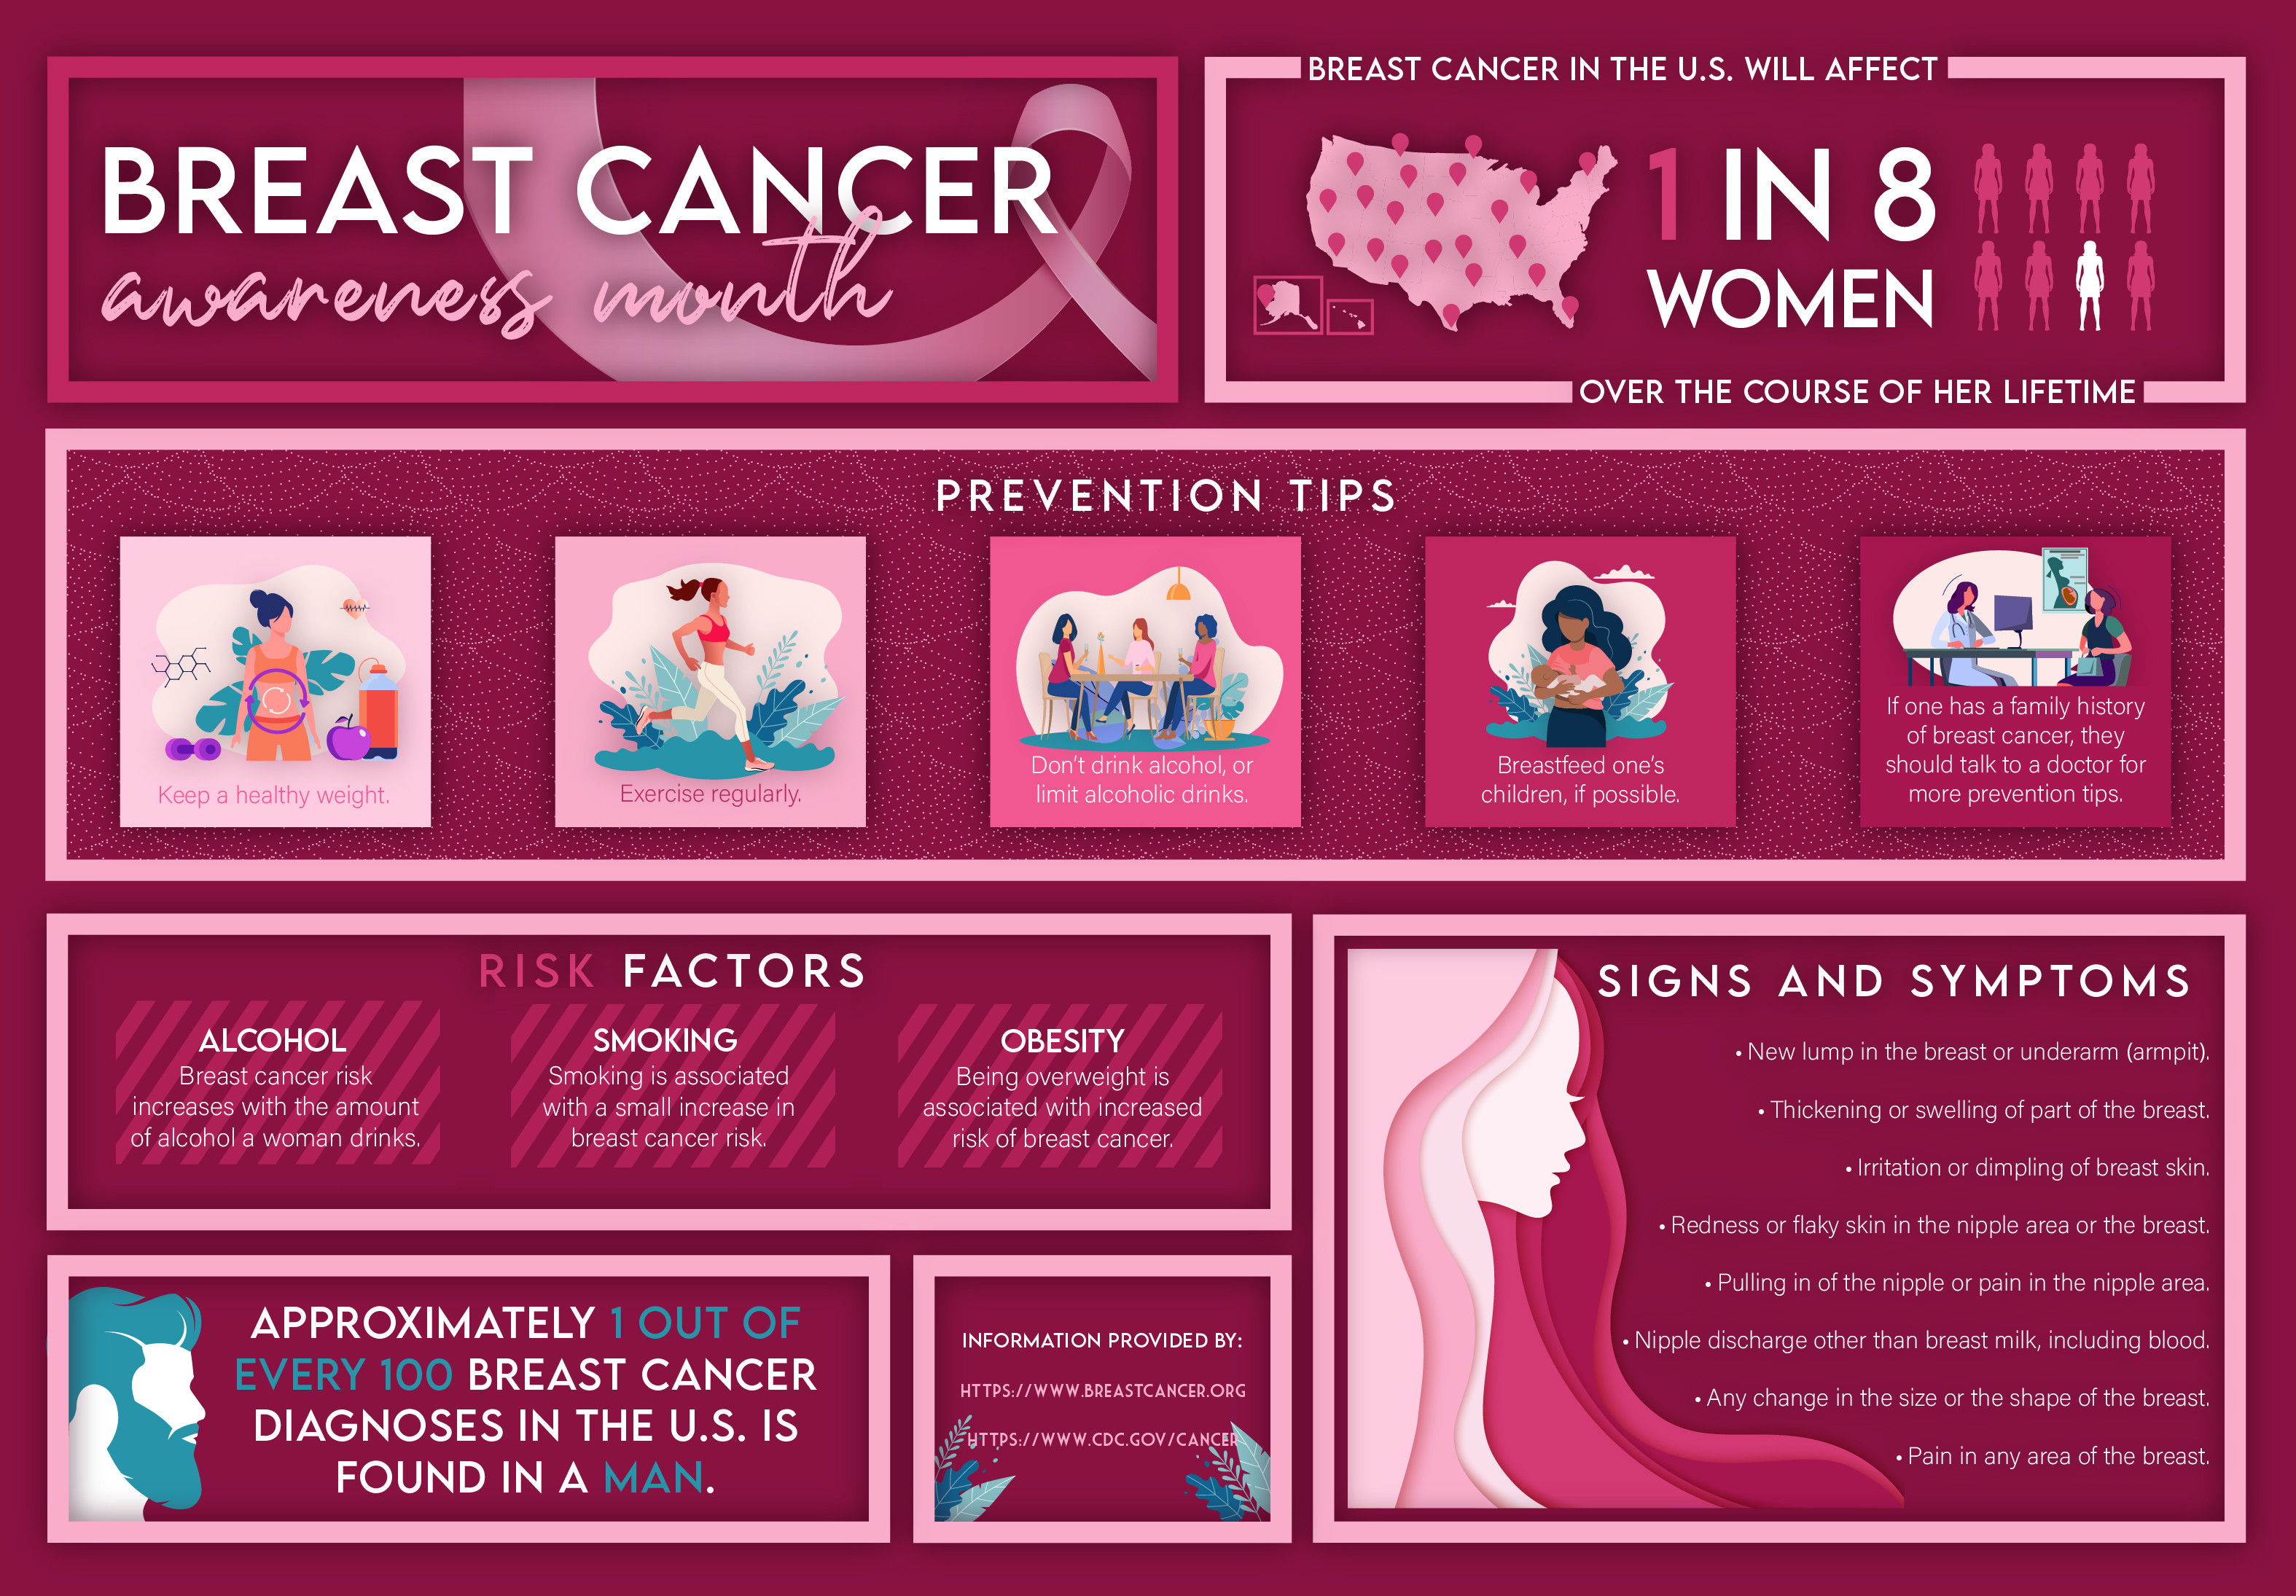 BREAST CANCER
awareness month
BREAST CANCER IN THE U.S. WILL AFFECT
1 IN 8
WOMEN
OVER THE COURSE OF HER LIFETIME
PREVENTION TIPS
Keep a healthy weight.
Exercise regularly.
Don't drink alcohol, or
limit alcoholic drinks.
Breastfeed one's
children, if possible.
If one has a family history
of breast cancer, they
should talk to a doctor for
more prevention tips.
RISK FACTORS
ALCOHOL
Breast cancer risk
increases with the amount
of alcohol a woman drinks.
SMOKING
Smoking is associated
with a small increase in
breast cancer risk.
OBESITY
Being overweight is
associated with increased
risk of breast cancer.
SIGNS AND SYMPTOMS
• New lump in the breast or underarm (armpit).
• Thickening or swelling of part of the breast.
• Irritation or dimpling of breast skin.
• Redness or flaky skin in the nipple area or the breast.
• Pulling in of the nipple or pain in the nipple area.
• Nipple discharge other than breast milk, including blood.
• Any change in the size or the shape of the breast.
• Pain in any area of the breast.
APPROXIMATELY 1 OUT OF
EVERY 100 BREAST CANCER
DIAGNOSES IN THE U.S. IS
FOUND IN A MAN.
INFORMATION PROVIDED BY:
HTTPS://WWW.BREASTCANCER.ORG
HTTPS://WWW.CDC.GOV/CANCER